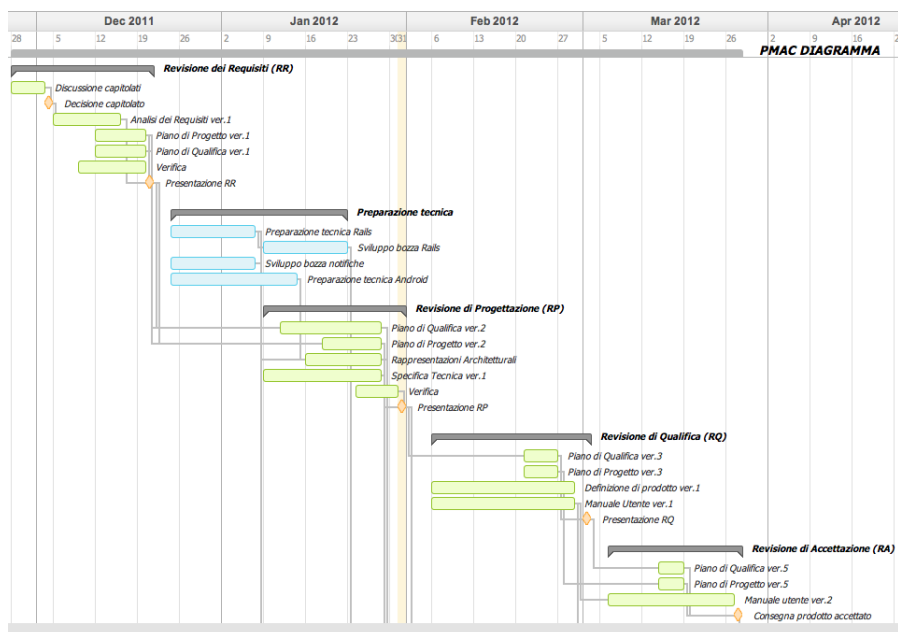 Dec 2011 Jan 2012 Feb 2012 Mar 2012 Apr 2012
28 5 12 19 26 2 9 16 23 30 31 6 13 20 27 5 12 19 26 2 9 16
PMAC DIAGRAMMA
Revisione dei Requisiti (RR)
Discussione capitolati
Decisione capitolato
Analisi dei Requisiti ver.1
Piano di Progetto ver.1
Piano di Qualifica ver.1
Verifica
Presentazione RR
Preparazione tecnica
Preparazione tecnica Rails
Sviluppo bozza Rails
Sviluppo bozza notifiche
Preparazione tecnica Android
Revisione di Progettazione (RP)
Piano di Qualifica ver.2
Piano di Progetto ver.2
Rappresentazioni Architetturali
Specifica Tecnica ver.1
Verifica
Presentazione RP
Revisione di Qualifica (RQ)
Piano di Qualifica ver.3
Piano di Progetto ver.3
Definizione di prodotto ver.1
Manuale Utente ver.1
Presentazione RQ
Revisione di Accettazione (RA)
Piano di Qualifica ver.5
Piano di Progetto ver.5
Manuale utente ver.2
Consegna prodotto accettato